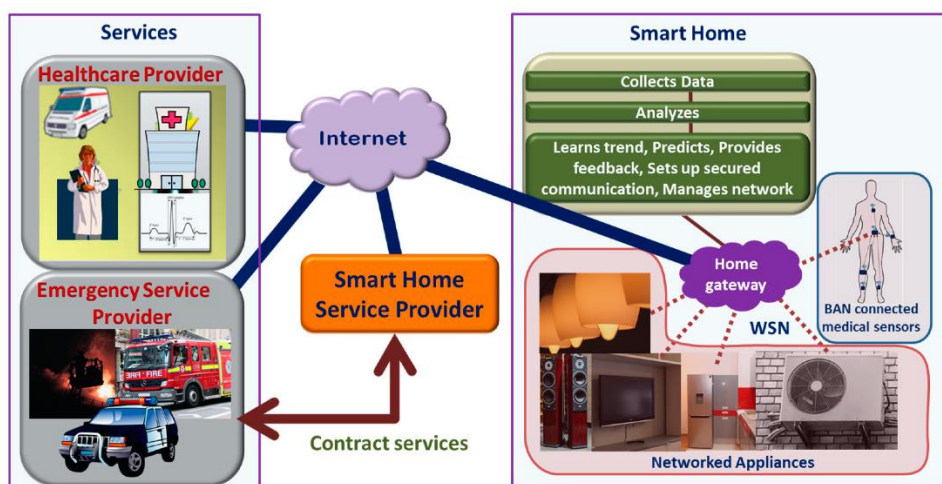 Services
Healthcare Provider
Emergency Service
Provider
Internet
Smart Home
Service Provider
Contract services
Smart Home
Collects Data
Analyzes
Learns trend, Predicts, Provides
feedback, Sets up secured
communication, Manages network
Home
gateway
WSN
BAN connected
medical sensors
Networked Appliances